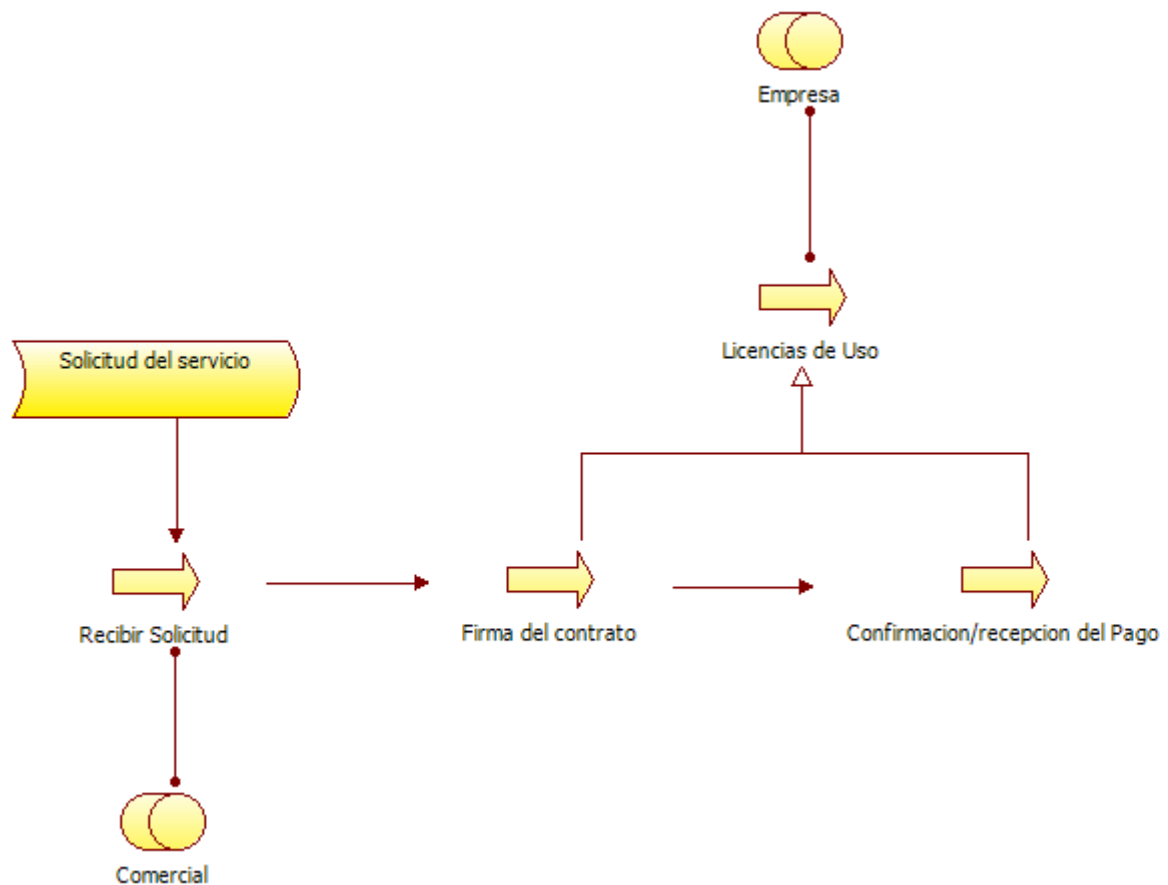 Empresa
Licencias de Uso
Solicitud del servicio
Recibir Solicitud
Firma del contrato
Confirmacion/recepcion del Pago
Comercial